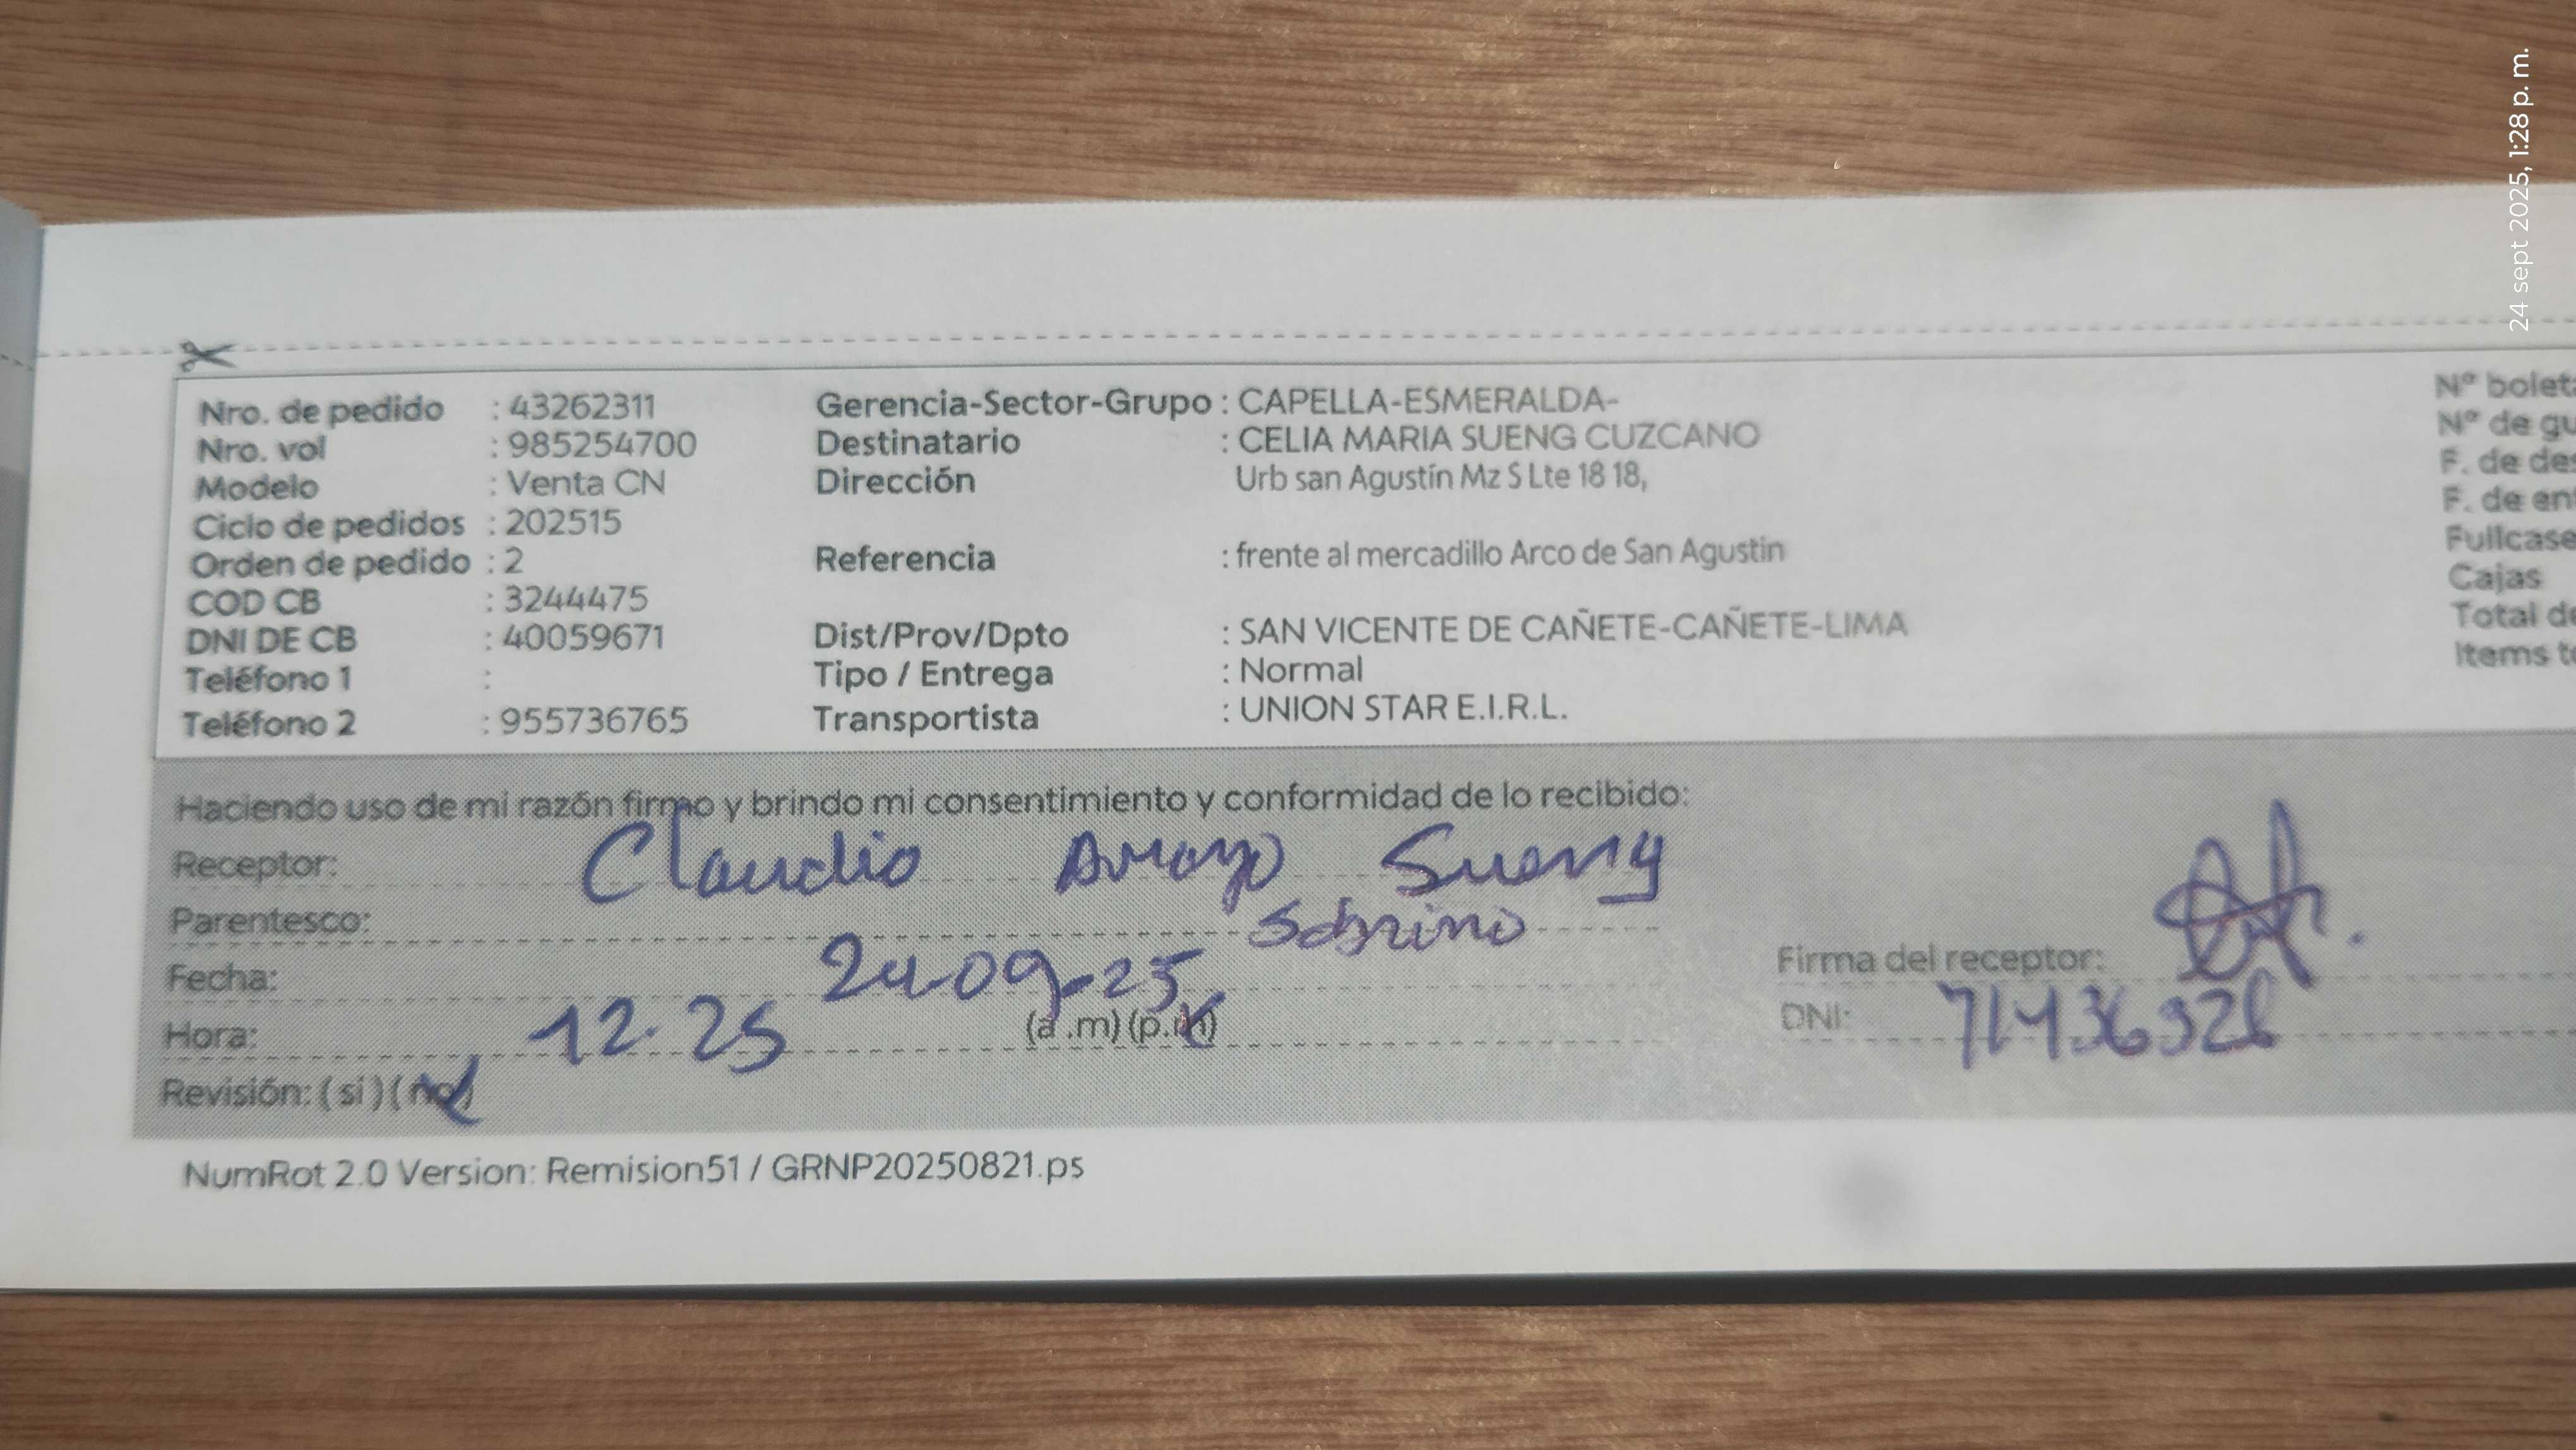 24 sept 2025, 1:28 p. m.
Nro. de pedido : 43262311
Nro. vol : 985254700
Modelo : Venta CN
Ciclo de pedidos : 202515
Orden de pedido : 2
COD CB : 3244475
DNI DE CB : 40059671
Teléfono 1 :
Teléfono 2 : 955736765
Gerencia-Sector-Grupo : CAPELLA-ESMERALDA-
Destinatario : CELIA MARIA SUENG CUZCANO
Dirección Urb san Agustín Mz S Lte 18 18,
Referencia : frente al mercadillo Arco de San Agustin
Dist/Prov/Dpto : SAN VICENTE DE CAÑETE-CAÑETE-LIMA
Tipo / Entrega : Normal
Transportista : UNION STAR E.I.R.L.
Nº bolet
Nº de gu
F. de des
F. de en
Fullcase
Cajas
Total de
Items t
Haciendo uso de mi razón firmo y brindo mi consentimiento y conformidad de lo recibido:
Receptor: Claudio Arroyo Sueng
Parentesco: Sobrino
Fecha: 24-09-25
Hora: 12.25 (a .m) (p.m)
Revisión: ( si ) ( no )
Firma del receptor:
DNI:
NumRot 2.0 Version: Remision51 / GRNP20250821.ps